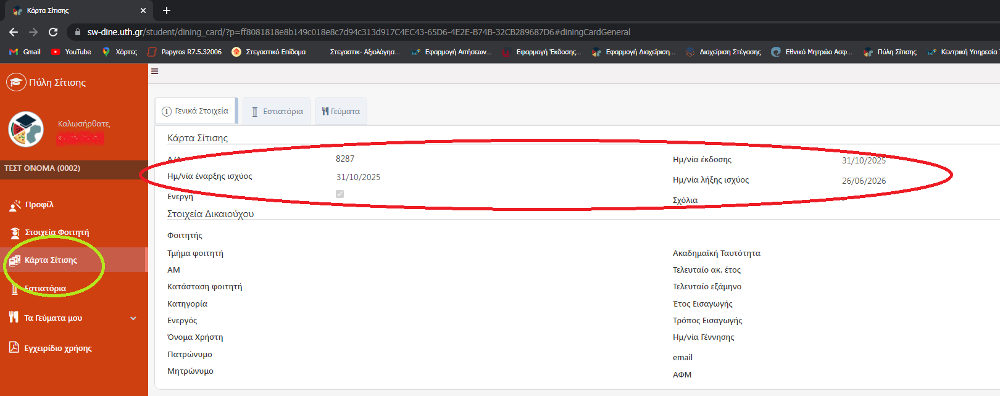 Κάρτα Σίτισης
sw-dine.uth.gr/student/dining_card/?p=ff8081818e8b149c018e8c7d94c313d917C4EC43-65D6-4E2E-B74B-32CB289687D6#diningCardGeneral
Gmail YouTube Χάρτες Papyros R7.5.32006 Στεγαστικό Επίδομα Στεγαστικ- Αξιολόγησ... Εφαρμογή Αιτήσεων... Εφαρμογή Έκδοσης... Εφαρμογή Διαχείριση... Διαχείριση Στέγασης Εθνικό Μητρώο Ασφ... Πύλη Σίτισης Κεντρική Υπηρεσία
Πύλη Σίτισης
Καλωσήρθατε,
ΤΕΣΤ ΟΝΟΜΑ (0002)
Προφίλ
Στοιχεία Φοιτητή
Κάρτα Σίτισης
Εστιατόρια
Τα Γεύματα μου
Εγχειρίδιο χρήσης
Γενικά Στοιχεία Εστιατόρια Γεύματα
Κάρτα Σίτισης
Α/Α 8287 Ημ/νία έκδοσης 31/10/2025
Ημ/νία έναρξης ισχύος 31/10/2025 Ημ/νία λήξης ισχύος 26/06/2026
Ενεργή Σχόλια
Στοιχεία Δικαιούχου
Φοιτητής
Τμήμα φοιτητή Ακαδημαϊκή Ταυτότητα
ΑΜ Τελευταίο ακ. έτος
Κατάσταση φοιτητή Τελευταίο εξάμηνο
Κατηγορία Έτος Εισαγωγής
Ενεργός Τρόπος Εισαγωγής
Όνομα Χρήστη Ημ/νία Γέννησης
Πατρώνυμο email
Μητρώνυμο ΑΦΜ